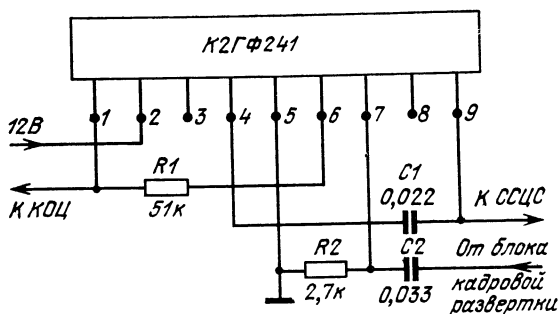 К2ГФ241
1 2 3 4 5 6 7 8 9
12В
R1
C1
0,022
К КОЦ
51к
К ССЦС
R2
C2
От блока
2,7к
0,033
кадровой
развертки